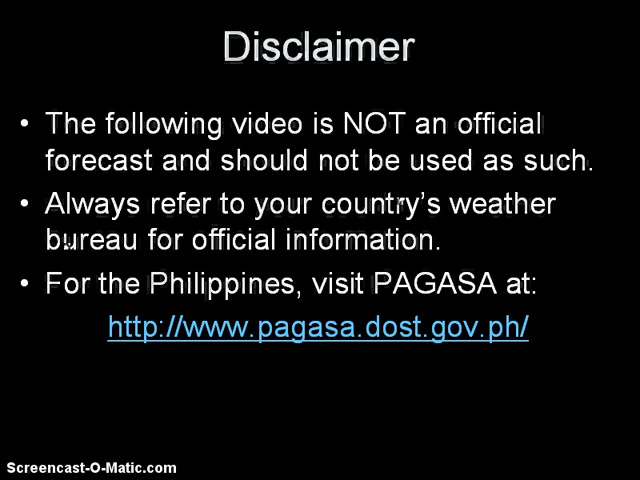 Disclaimer
• The following video is NOT an official
forecast and should not be used as such.
• Always refer to your country's weather
bureau for official information.
• For the Philippines, visit PAGASA at:
http://www.pagasa.dost.gov.ph/
Screencast-O-Matic.com